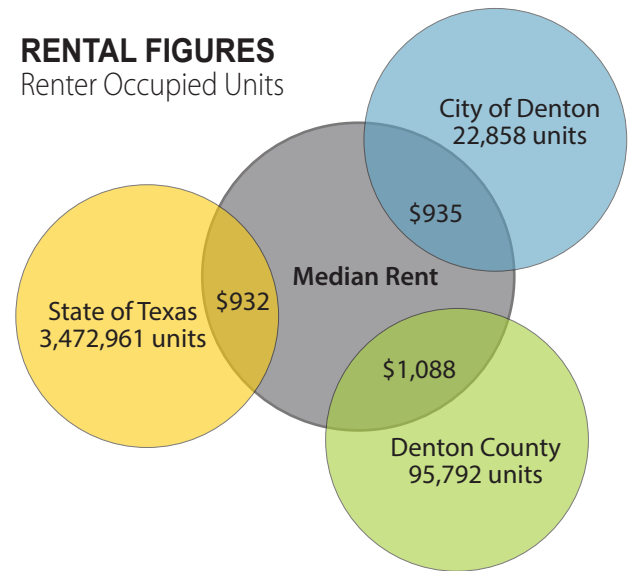 RENTAL FIGURES
Renter Occupied Units
City of Denton
22,858 units
$935
Median Rent
State of Texas
3,472,961 units
$932
$1,088
Denton County
95,792 units